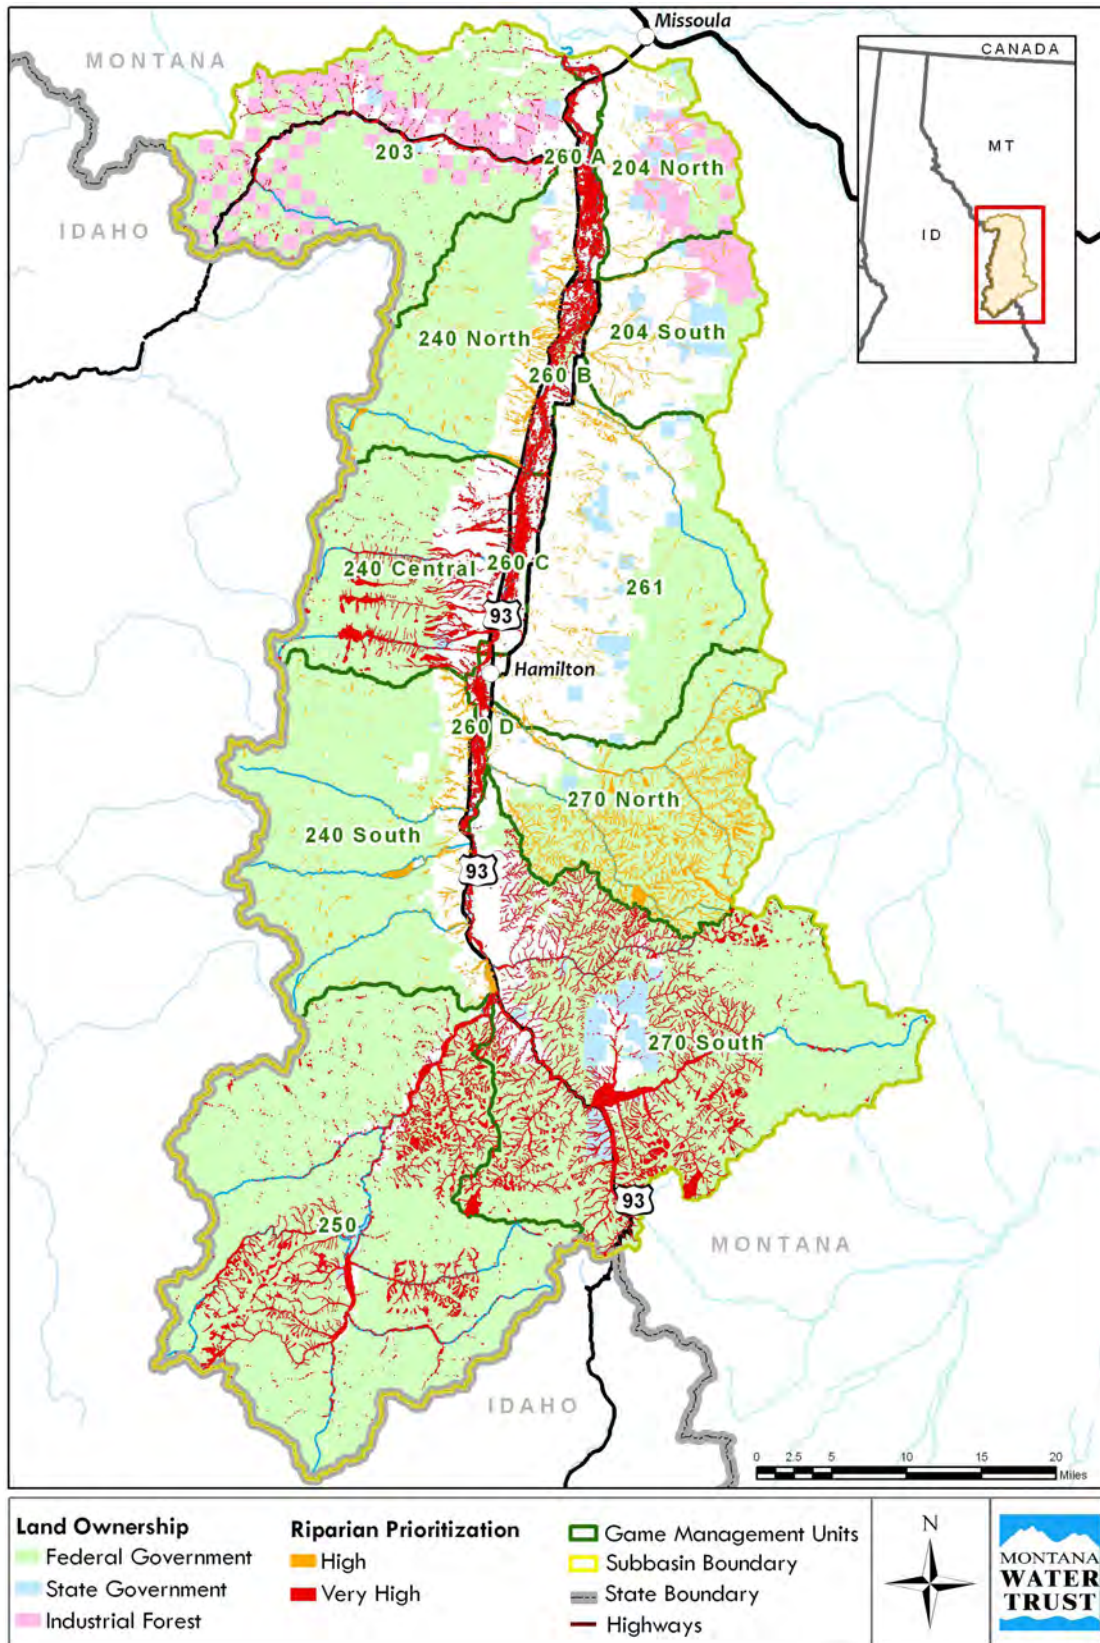 Missoula
MONTANA
CANADA
MT
ID
203
260 A
204 North
IDAHO
240 North
204 South
260 B
240 Central
260 C
261
93
Hamilton
260 D
270 North
240 South
93
270 South
93
250
MONTANA
IDAHO
0 2.5 5 10 15 20
Miles
Land Ownership
Federal Government
State Government
Industrial Forest
Riparian Prioritization
High
Very High
Game Management Units
Subbasin Boundary
State Boundary
Highways
N
MONTANA
WATER
TRUST